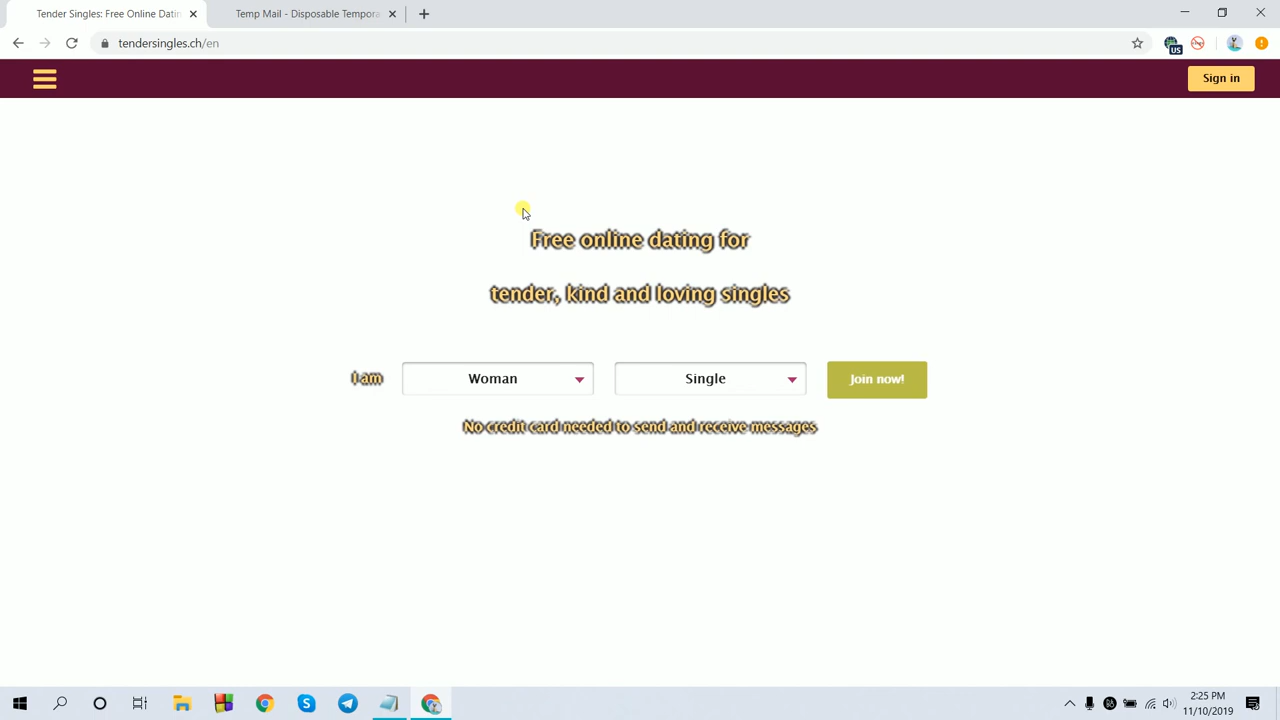 Tender Singles: Free Online Datin
Temp Mail - Disposable Tempora
tendersingles.ch/en
US
Sign in
Free online dating for
tender, kind and loving singles
I am
Woman
Single
Join now!
No credit card needed to send and receive messages
2:25 PM
11/10/2019